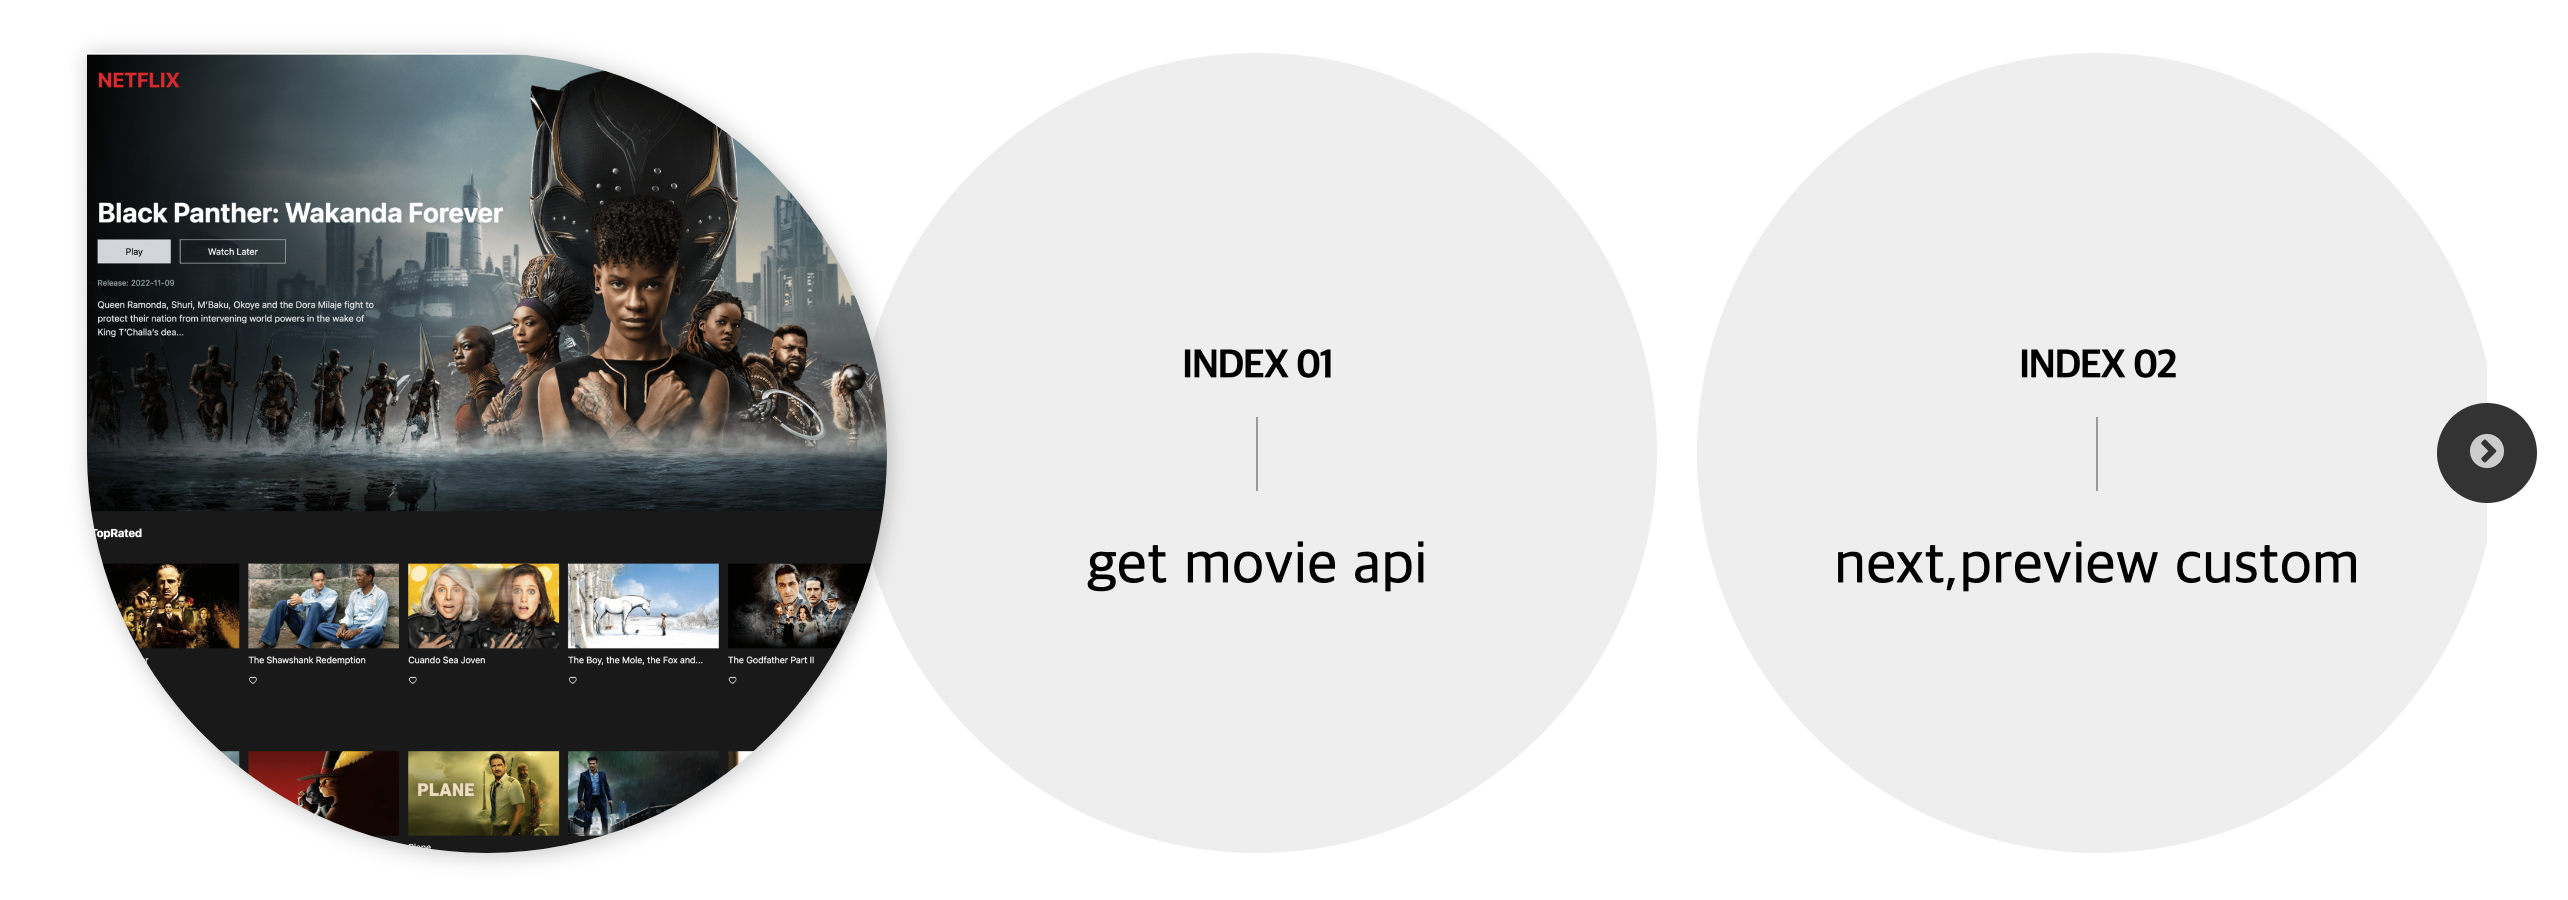 NETFLIX
Black Panther: Wakanda Forever
Play
Watch Later
Release: 2022-11-09
Queen Ramonda, Shuri, M'Baku, Okoye and the Dora Milaje fight to
protect their nation from intervening world powers in the wake of
King T'Challa's dea...
TopRated
The Shawshank Redemption
Cuando Sea Joven
The Boy, the Mole, the Fox and...
The Godfather Part II
PLANE
INDEX 01
get movie api
INDEX 02
next,preview custom